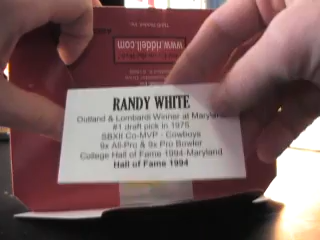 www.riddell.com
RANDY WHITE
Outland & Lombardi Winner at Maryland
#1 draft pick in 1975
SBXII Co-MVP - Cowboys
9x All-Pro & 9x Pro Bowler
College Hall of Fame 1994-Maryland
Hall of Fame 1994